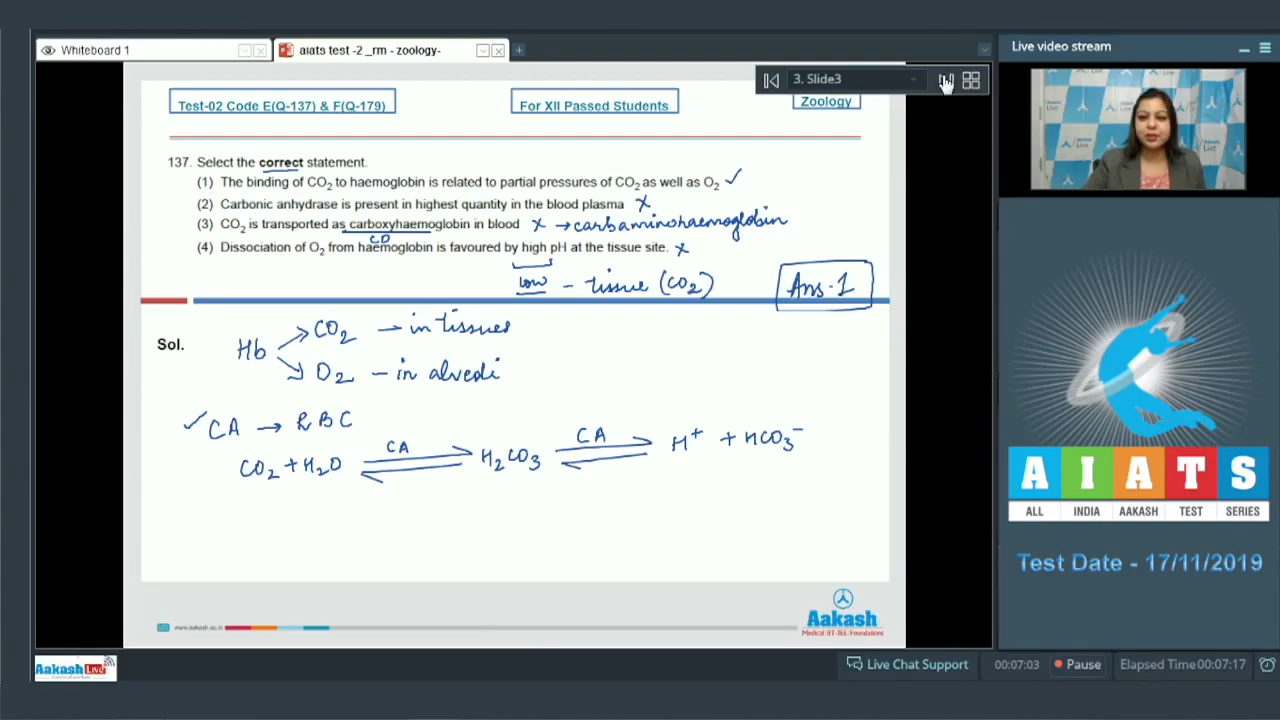 Whiteboard 1
aiats test -2 _rm - zoology-
Live video stream
3. Slide3
Test-02 Code E(Q-137) & F(Q-179)
For XII Passed Students
Zoology
137. Select the correct statement.
(1) The binding of CO₂ to haemoglobin is related to partial pressures of CO₂ as well as O₂ ✓
(2) Carbonic anhydrase is present in highest quantity in the blood plasma ×
(3) CO₂ is transported as carboxyhaemoglobin in blood × → carbaminohaemoglobin
CO
(4) Dissociation of O₂ from haemoglobin is favoured by high pH at the tissue site. ×
low - tissue (CO₂)
Ans. 1
Sol.
Hb
CO₂ → in tissues
O₂ - in alveoli
✓ CA → RBC
CO₂ + H₂O ⇌ H₂CO₃ ⇌ H⁺ + HCO₃⁻
CA
CA
www.aakash.ac.in
Aakash
Medical | IIT-JEE | Foundations
A I A T S
ALL INDIA AAKASH TEST SERIES
Test Date - 17/11/2019
Aakash Live
Live Chat Support
00:07:03
Pause
Elapsed Time 00:07:17